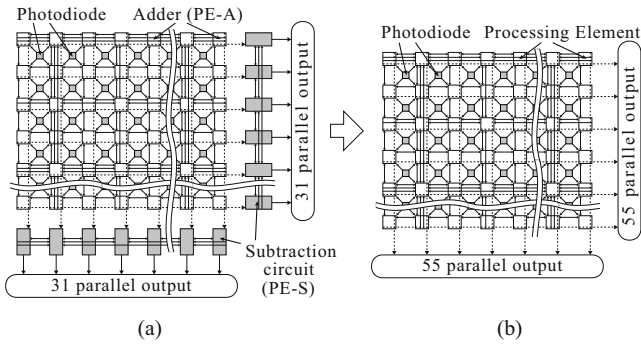 Photodiode
Adder (PE-A)
31 parallel output
Subtraction
circuit
(PE-S)
31 parallel output
(a)
Photodiode
Processing Element
55 parallel output
55 parallel output
(b)